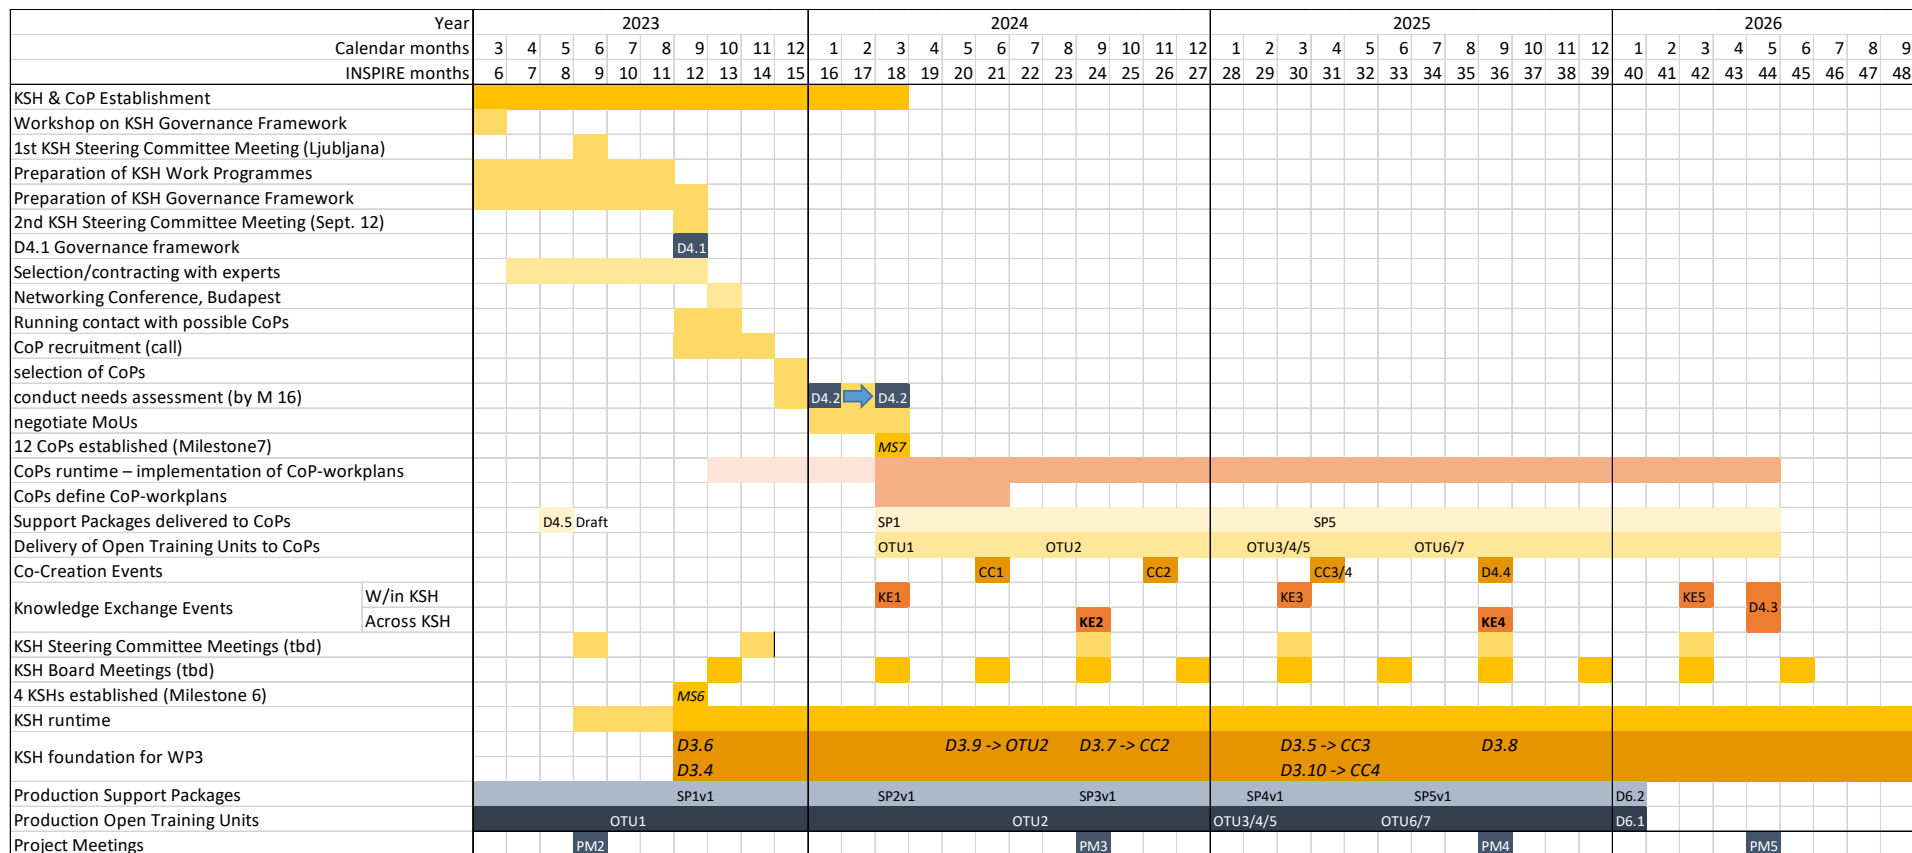 Year 2023 2024 2025 2026
Calendar months 3 4 5 6 7 8 9 10 11 12 1 2 3 4 5 6 7 8 9 10 11 12 1 2 3 4 5 6 7 8 9 10 11 12 1 2 3 4 5 6 7 8 9
INSPIRE months 6 7 8 9 10 11 12 13 14 15 16 17 18 19 20 21 22 23 24 25 26 27 28 29 30 31 32 33 34 35 36 37 38 39 40 41 42 43 44 45 46 47 48
KSH & CoP Establishment
Workshop on KSH Governance Framework
1st KSH Steering Committee Meeting (Ljubljana)
Preparation of KSH Work Programmes
Preparation of KSH Governance Framework
2nd KSH Steering Committee Meeting (Sept. 12)
D4.1 Governance framework D4.1
Selection/contracting with experts
Networking Conference, Budapest
Running contact with possible CoPs
CoP recruitment (call)
selection of CoPs
conduct needs assessment (by M 16) D4.2 D4.2
negotiate MoUs
12 CoPs established (Milestone7) MS7
CoPs runtime – implementation of CoP-workplans
CoPs define CoP-workplans
Support Packages delivered to CoPs D4.5 Draft SP1 SP5
Delivery of Open Training Units to CoPs OTU1 OTU2 OTU3/4/5 OTU6/7
Co-Creation Events CC1 CC2 CC3/4 D4.4
Knowledge Exchange Events
W/in KSH KE1 KE3 KE5 D4.3
Across KSH KE2 KE4
KSH Steering Committee Meetings (tbd)
KSH Board Meetings (tbd)
4 KSHs established (Milestone 6) MS6
KSH runtime
KSH foundation for WP3
D3.6 D3.9 -> OTU2 D3.7 -> CC2 D3.5 -> CC3 D3.8
D3.4 D3.10 -> CC4
Production Support Packages SP1v1 SP2v1 SP3v1 SP4v1 SP5v1 D6.2
Production Open Training Units OTU1 OTU2 OTU3/4/5 OTU6/7 D6.1
Project Meetings PM2 PM3 PM4 PM5